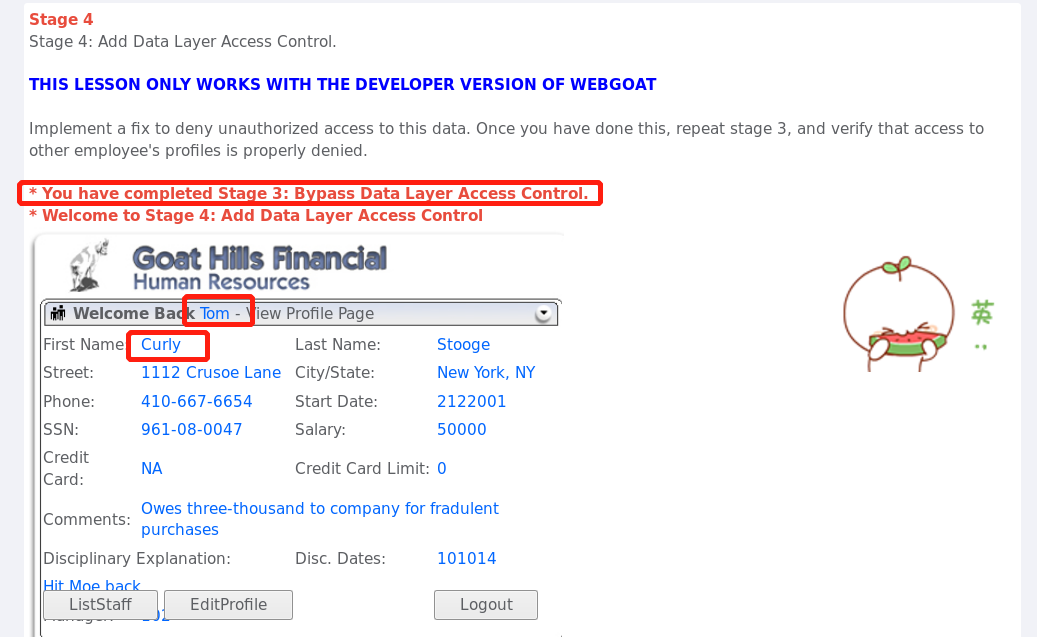 Stage 4
Stage 4: Add Data Layer Access Control.
THIS LESSON ONLY WORKS WITH THE DEVELOPER VERSION OF WEBGOAT
Implement a fix to deny unauthorized access to this data. Once you have done this, repeat stage 3, and verify that access to
other employee's profiles is properly denied.
* You have completed Stage 3: Bypass Data Layer Access Control.
* Welcome to Stage 4: Add Data Layer Access Control
Goat Hills Financial
Human Resources
Welcome Back Tom - View Profile Page
First Name: Curly Last Name: Stooge
Street: 1112 Crusoe Lane City/State: New York, NY
Phone: 410-667-6654 Start Date: 2122001
SSN: 961-08-0047 Salary: 50000
Credit
Card: NA Credit Card Limit: 0
Comments: Owes three-thousand to company for fradulent
purchases
Disciplinary Explanation: Disc. Dates: 101014
Hit Moe back
ListStaff EditProfile Logout
Manager:
英